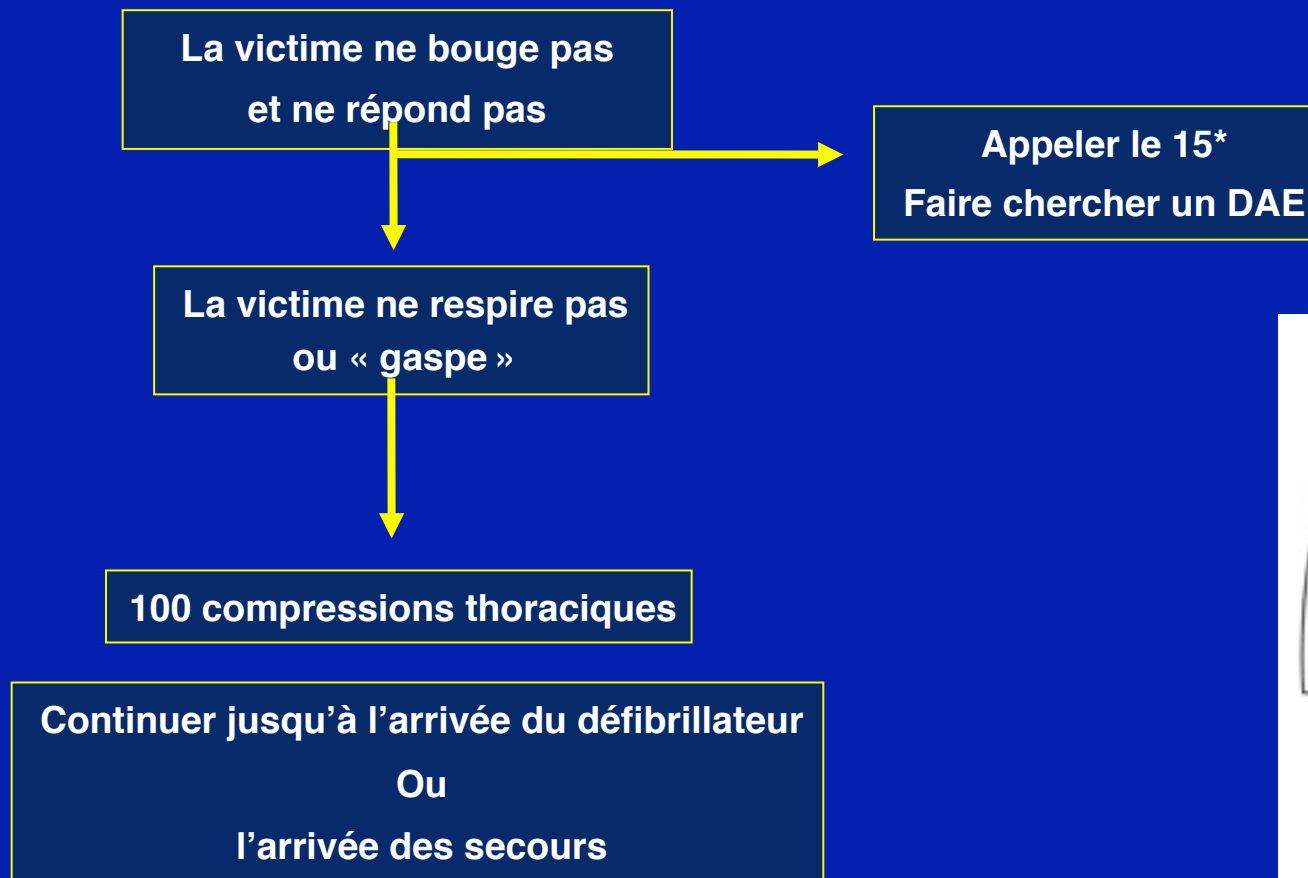 La victime ne bouge pas
et ne répond pas
Appeler le 15*
Faire chercher un DAE
La victime ne respire pas
ou « gaspe »
100 compressions thoraciques
Continuer jusqu’à l’arrivée du défibrillateur
Ou
l’arrivée des secours